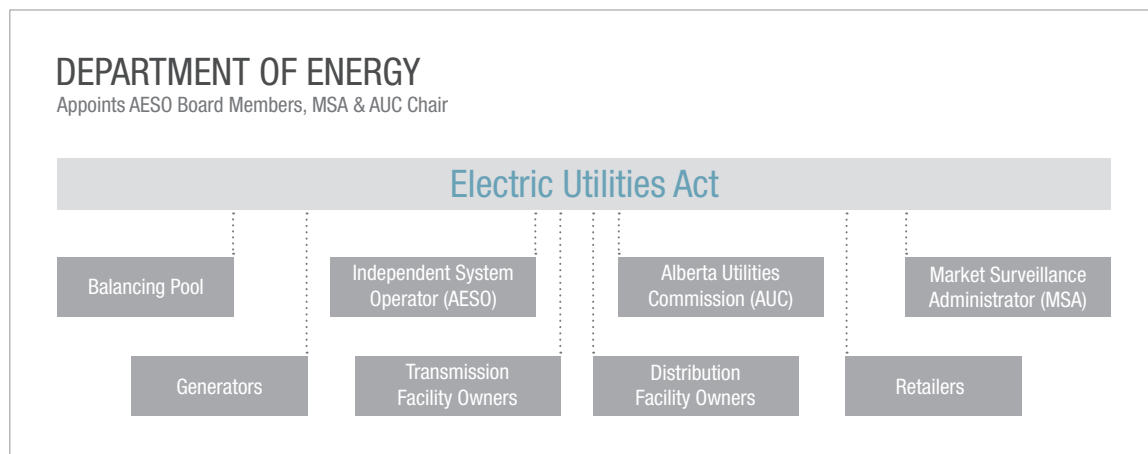 DEPARTMENT OF ENERGY
Appoints AESO Board Members, MSA & AUC Chair
Electric Utilities Act
Balancing Pool
Independent System
Operator (AESO)
Alberta Utilities
Commission (AUC)
Market Surveillance
Administrator (MSA)
Generators
Transmission
Facility Owners
Distribution
Facility Owners
Retailers